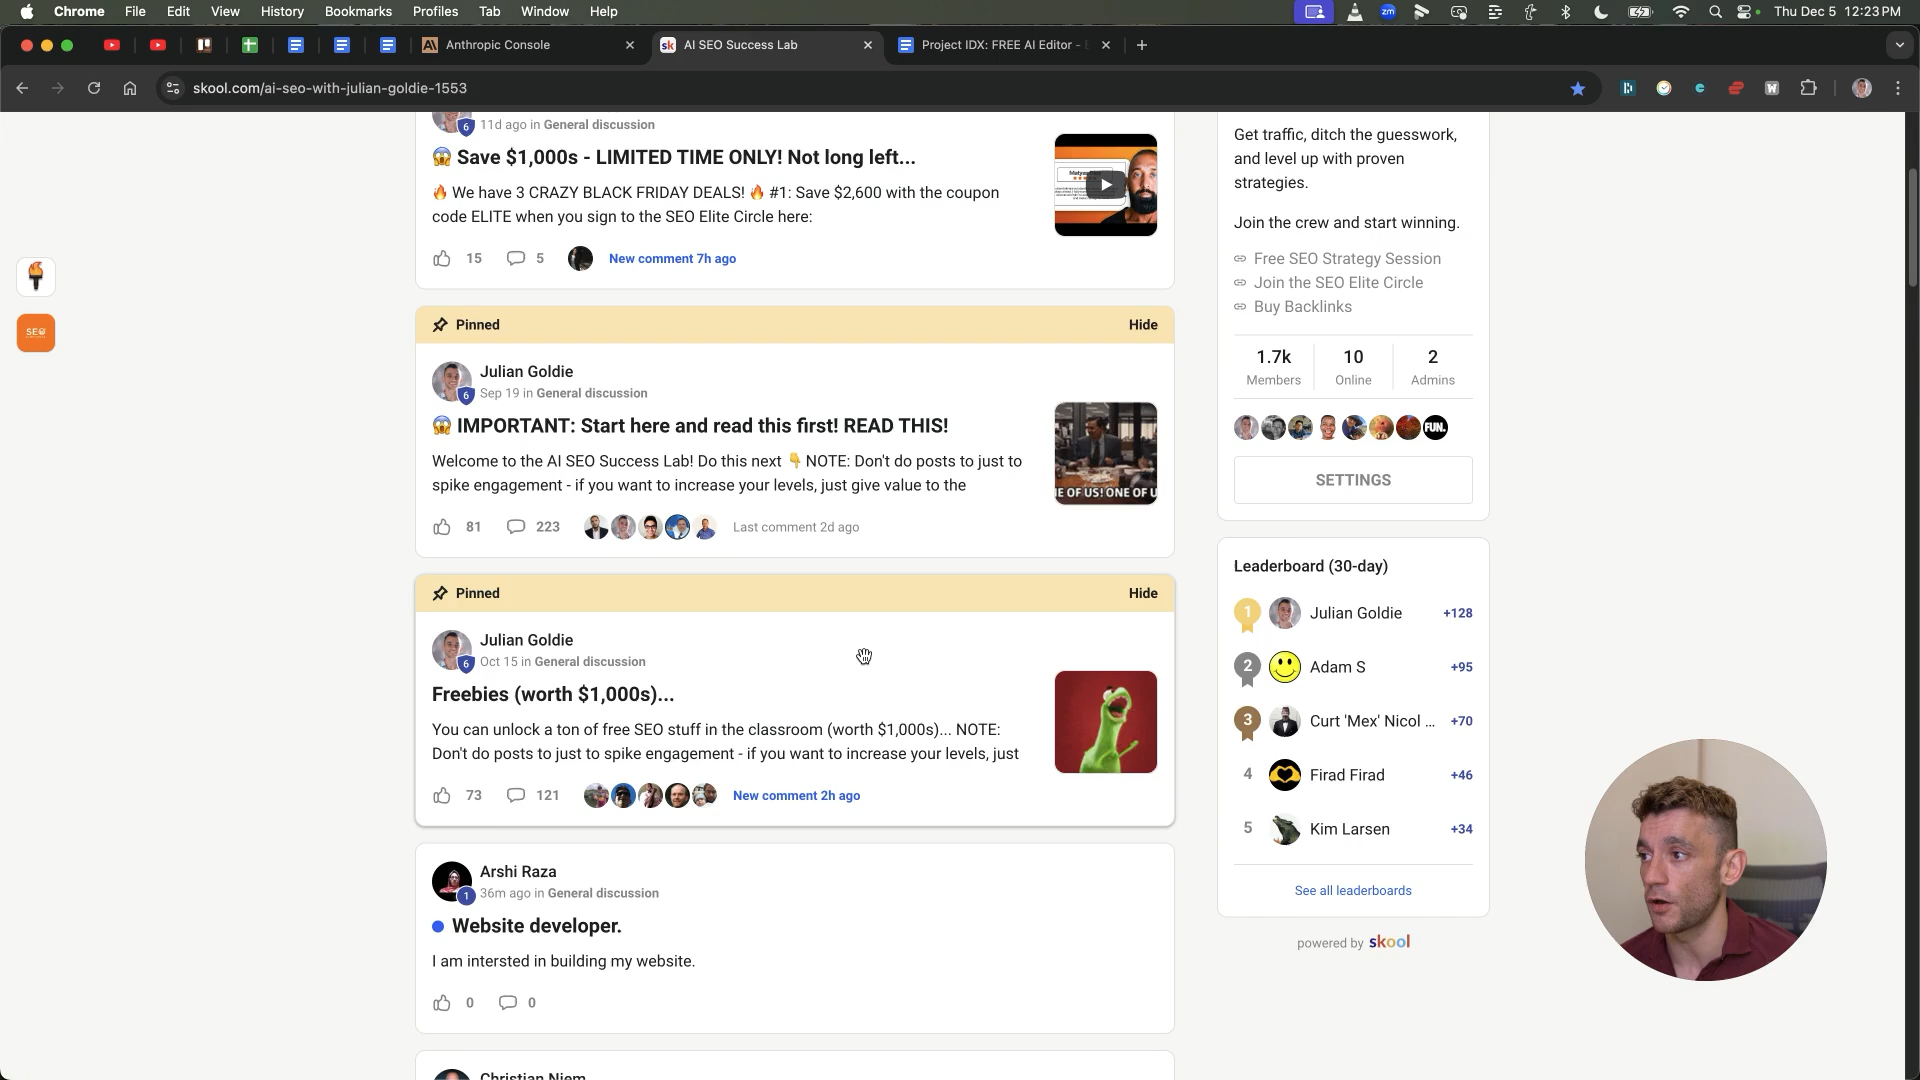 Chrome File Edit View History Bookmarks Profiles Tab Window Help
zm
Thu Dec 5 12:23 PM
Anthropic Console
sk AI SEO Success Lab
Project IDX: FREE AI Editor -
skool.com/ai-seo-with-julian-goldie-1553
6
11d ago in General discussion
Save $1,000s - LIMITED TIME ONLY! Not long left...
We have 3 CRAZY BLACK FRIDAY DEALS! 🔥 #1: Save $2,600 with the coupon
code ELITE when you sign to the SEO Elite Circle here:
15 5 New comment 7h ago
SEO
Pinned Hide
Julian Goldie
6
Sep 19 in General discussion
IMPORTANT: Start here and read this first! READ THIS!
Welcome to the AI SEO Success Lab! Do this next 👇 NOTE: Don't do posts to just to
spike engagement - if you want to increase your levels, just give value to the
E OF US! ONE OF U
81 223 Last comment 2d ago
Pinned Hide
Julian Goldie
6
Oct 15 in General discussion
Freebies (worth $1,000s)...
You can unlock a ton of free SEO stuff in the classroom (worth $1,000s)... NOTE:
Don't do posts to just to spike engagement - if you want to increase your levels, just
73 121 New comment 2h ago
Arshi Raza
1
36m ago in General discussion
Website developer.
I am intersted in building my website.
0 0
Christian Niem
Get traffic, ditch the guesswork,
and level up with proven
strategies.
Join the crew and start winning.
Free SEO Strategy Session
Join the SEO Elite Circle
Buy Backlinks
1.7k 10 2
Members Online Admins
FUN.
SETTINGS
Leaderboard (30-day)
1 Julian Goldie +128
2 Adam S +95
3 Curt 'Mex' Nicol ... +70
4 Firad Firad +46
5 Kim Larsen +34
See all leaderboards
powered by skool